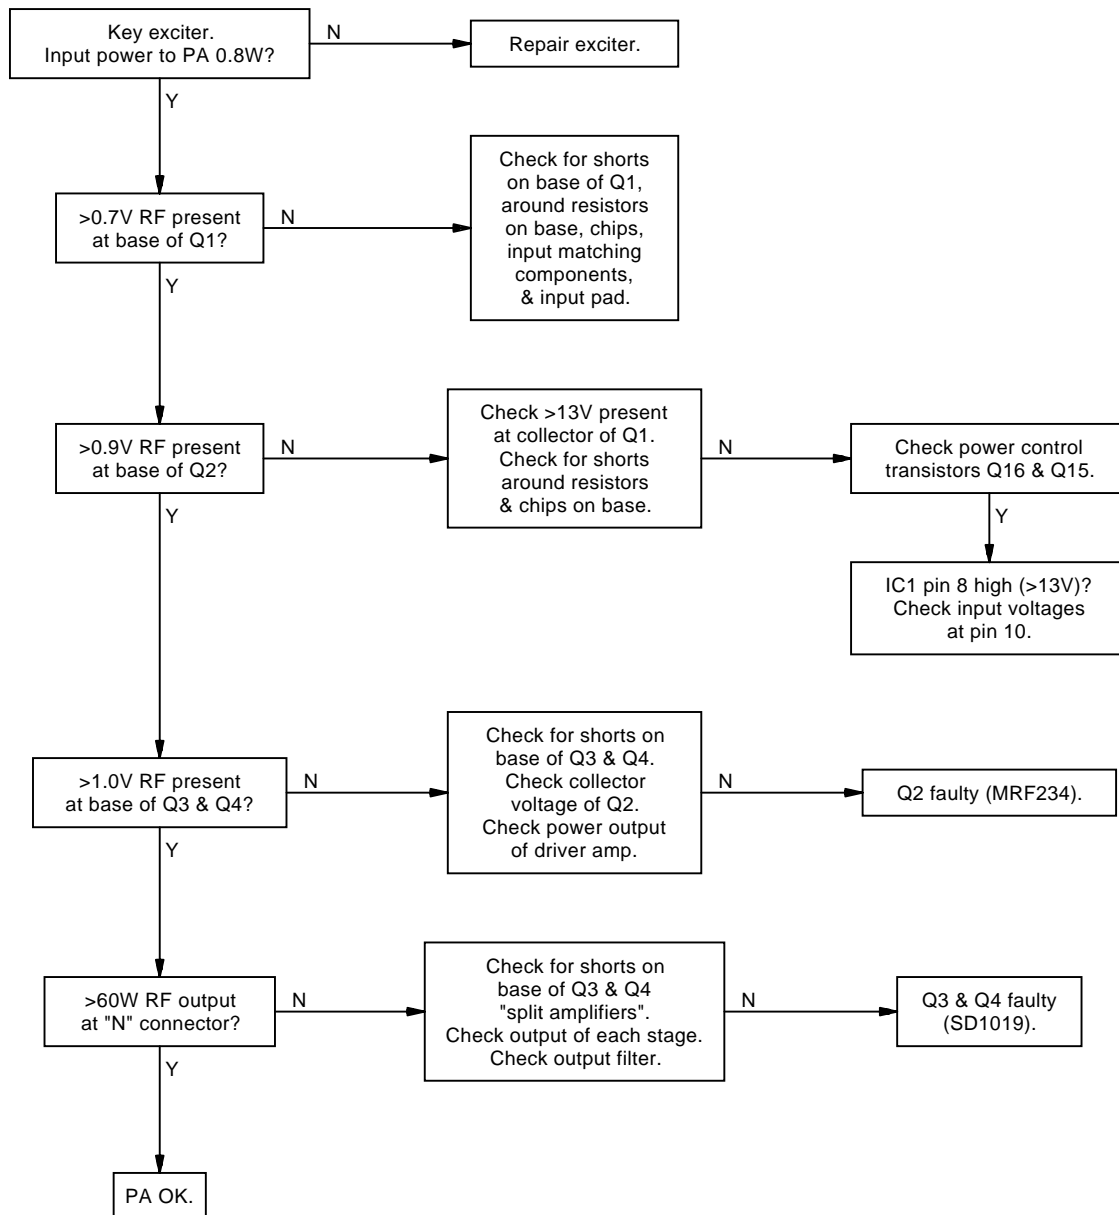 Key exciter.
Input power to PA 0.8W?
N
Repair exciter.
Y
>0.7V RF present
at base of Q1?
N
Check for shorts
on base of Q1,
around resistors
on base, chips,
input matching
components,
& input pad.
Y
>0.9V RF present
at base of Q2?
N
Check >13V present
at collector of Q1.
Check for shorts
around resistors
& chips on base.
N
Check power control
transistors Q16 & Q15.
Y
IC1 pin 8 high (>13V)?
Check input voltages
at pin 10.
Y
>1.0V RF present
at base of Q3 & Q4?
N
Check for shorts on
base of Q3 & Q4.
Check collector
voltage of Q2.
Check power output
of driver amp.
N
Q2 faulty (MRF234).
Y
>60W RF output
at "N" connector?
N
Check for shorts on
base of Q3 & Q4
"split amplifiers".
Check output of each stage.
Check output filter.
N
Q3 & Q4 faulty
(SD1019).
Y
PA OK.